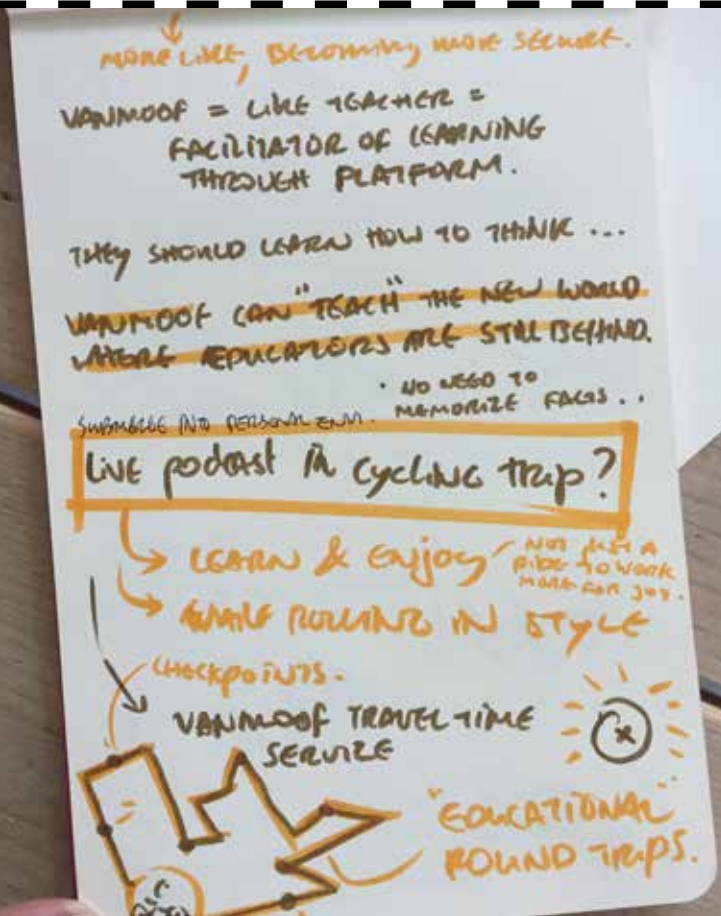 MORE LIKE, BECOMING MORE SECURE.
VANMOOF = LIKE TEACHER =
FACILITATOR OF LEARNING
THROUGH PLATFORM.
THEY SHOULD LEARN HOW TO THINK ...
VANMOOF CAN "TEACH" THE NEW WORLD
WHERE EDUCATORS ARE STILL BEHIND.
· NO NEED TO
MEMORIZE FACTS . .
PERSONAL ENV.
LIVE podcast in cycling trip?
LEARN & ENJOY
NOT JUST A
RIDE TO WORK
MORE FOR JOY.
WHILE ROLLING IN STYLE
CHECKPOINTS.
VANMOOF TRAVEL TIME
SERVICE
x
"EDUCATIONAL"
ROUND TRIPS.